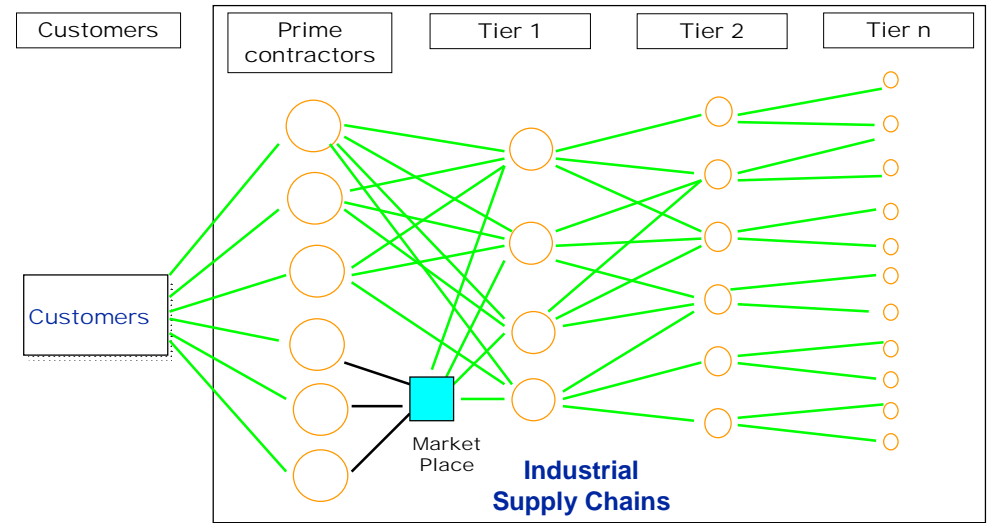 Customers
Prime
contractors
Tier 1
Tier 2
Tier n
Customers
Market
Place
Industrial
Supply Chains